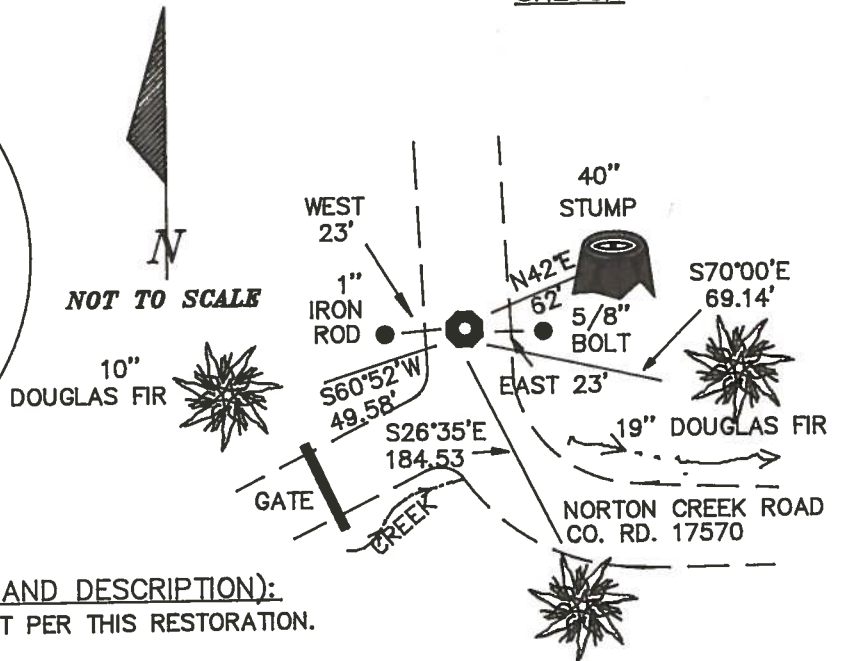 N
NOT TO SCALE
WEST
23'
40"
STUMP
N42°E
62'
S70°00'E
69.14'
1"
IRON
ROD
5/8"
BOLT
10"
DOUGLAS FIR
S60°52'W
49.58'
EAST 23'
S26°35'E
184.53
19" DOUGLAS FIR
GATE
CREEK
NORTON CREEK ROAD
CO. RD. 17570
AND DESCRIPTION):
T PER THIS RESTORATION.